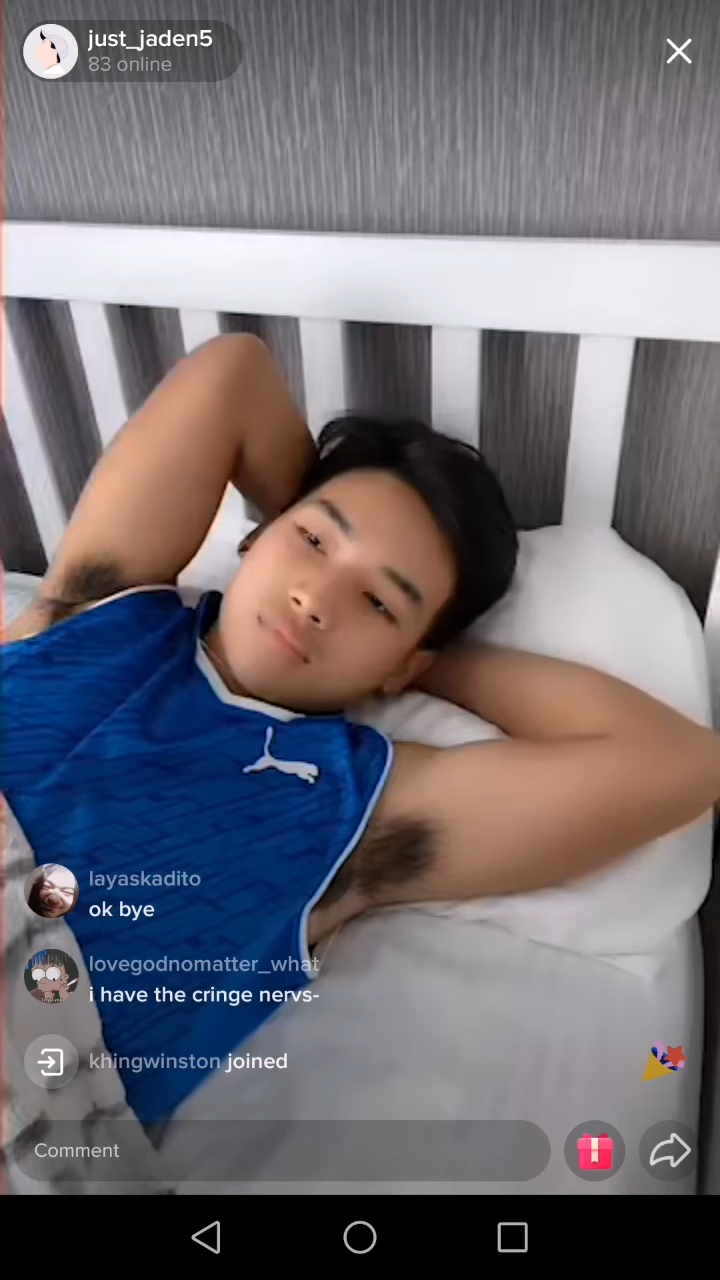 just_jaden5
83 online
layaskadito
ok bye
lovegodnomatter_what
i have the cringe nervs-
khingwinston joined
Comment